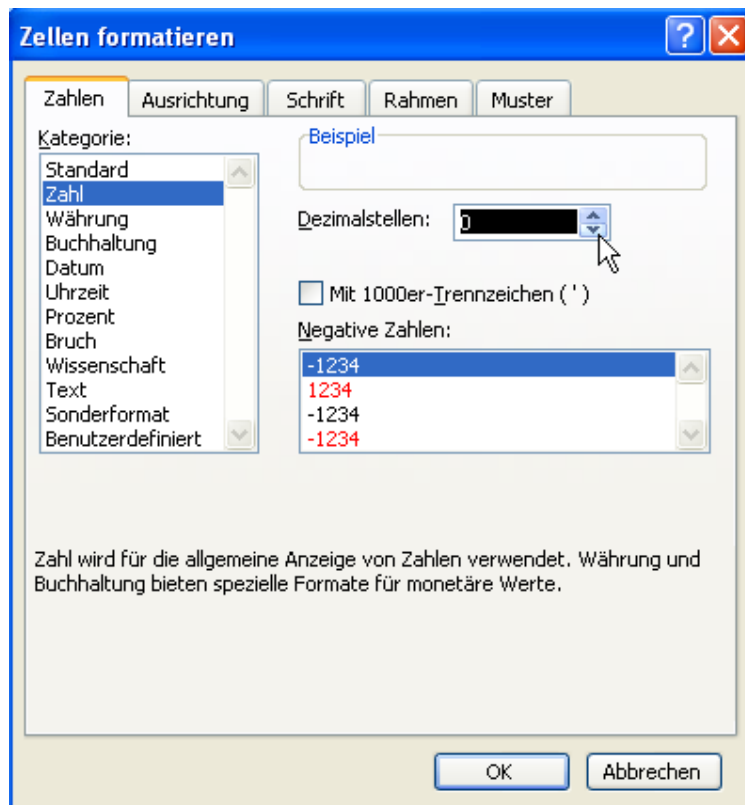 Zellen formatieren
?
Zahlen Ausrichtung Schrift Rahmen Muster
Kategorie:
Standard
Zahl
Währung
Buchhaltung
Datum
Uhrzeit
Prozent
Bruch
Wissenschaft
Text
Sonderformat
Benutzerdefiniert
Beispiel
Dezimalstellen: 0
Mit 1000er-Trennzeichen ( ' )
Negative Zahlen:
-1234
1234
-1234
-1234
Zahl wird für die allgemeine Anzeige von Zahlen verwendet. Währung und
Buchhaltung bieten spezielle Formate für monetäre Werte.
OK Abbrechen